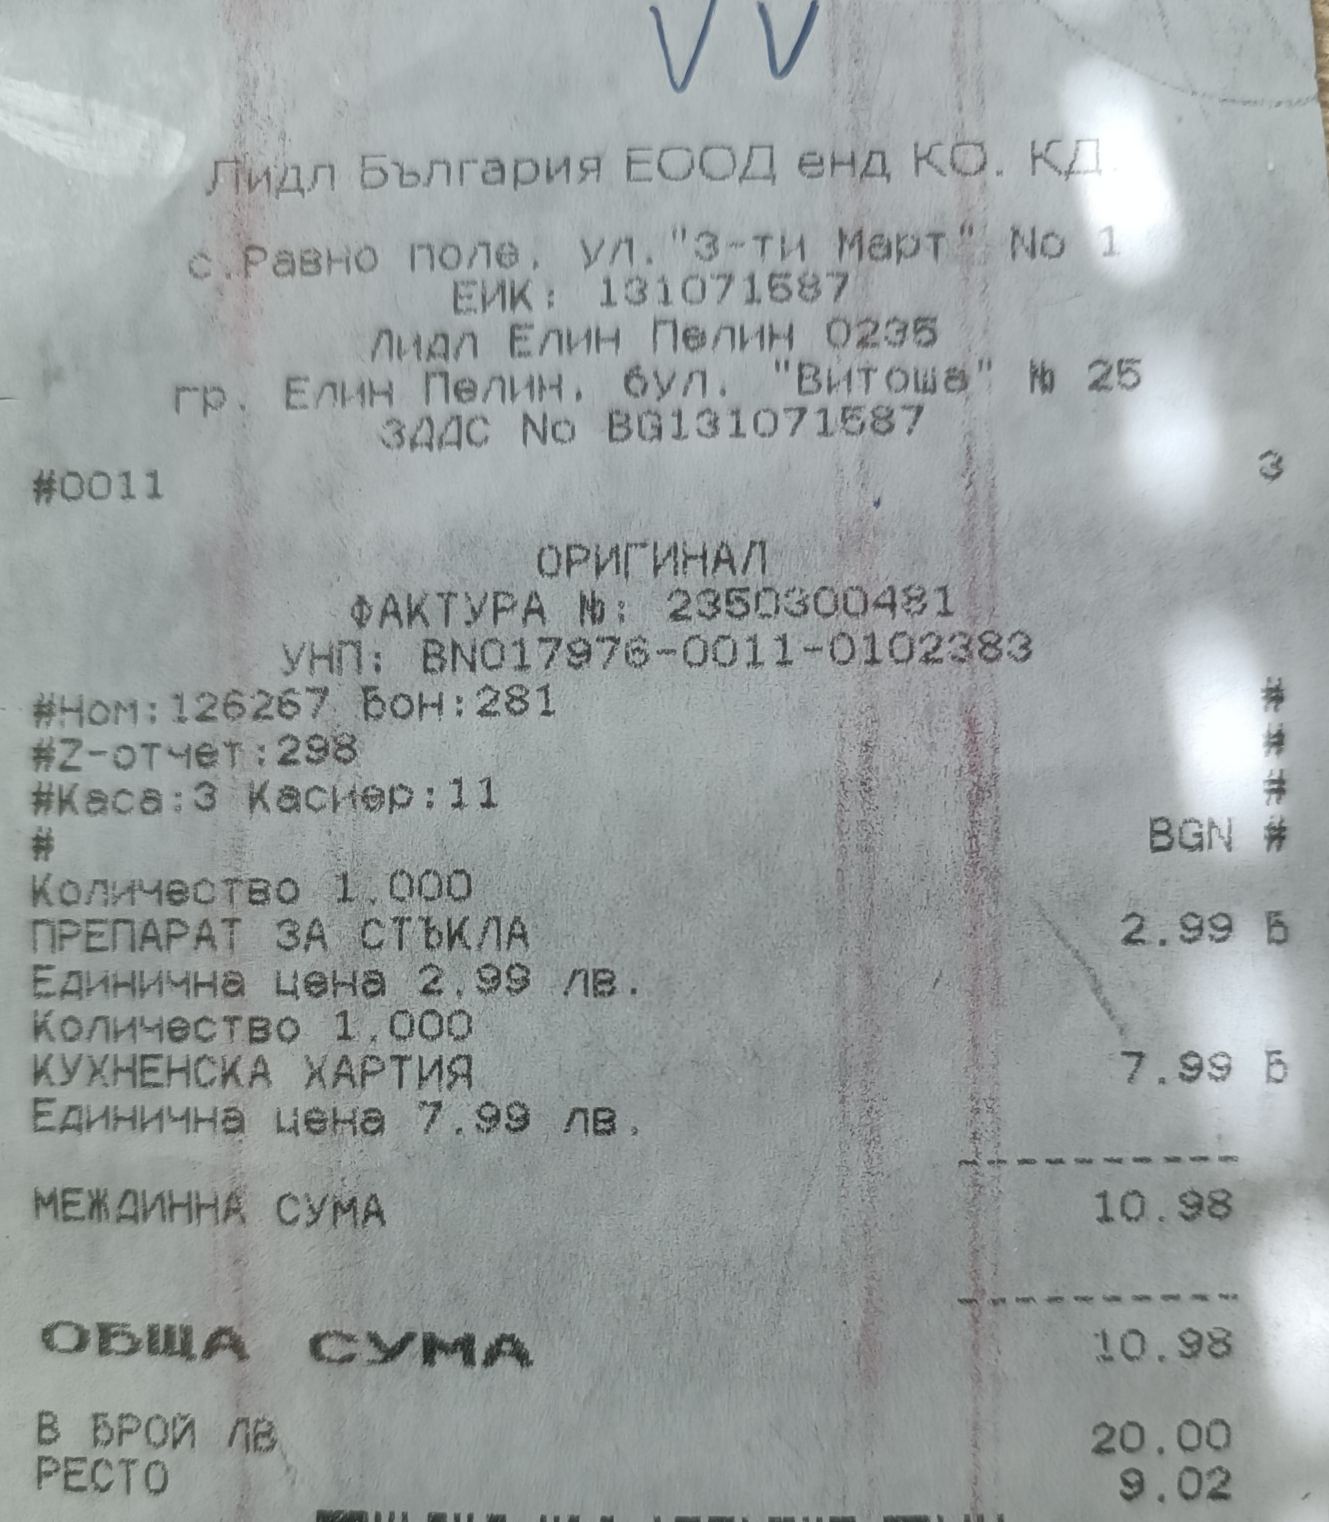 Лидл България ЕООД енд КО. КД
с.Равно поле, ул."3-ти Март" No 1
ЕИК: 131071587
Лидл Елин Пелин 0235
гр. Елин Пелин, бул. "Витоша" № 25
ЗДДС No BG131071587
#0011 3
ОРИГИНАЛ
ФАКТУРА №: 2350300481
УНП: BN017976-0011-0102383
#Ном:126267 Бон:281 #
#Z-отчет:298 #
#Каса:3 Касиер:11 #
# BGN #
Количество 1.000
ПРЕПАРАТ ЗА СТЪКЛА 2.99 Б
Единична цена 2.99 лв.
Количество 1.000
КУХНЕНСКА ХАРТИЯ 7.99 Б
Единична цена 7.99 лв.
МЕЖДИННА СУМА 10.98
ОБЩА СУМА 10.98
В БРОЙ ЛВ 20.00
РЕСТО 9.02